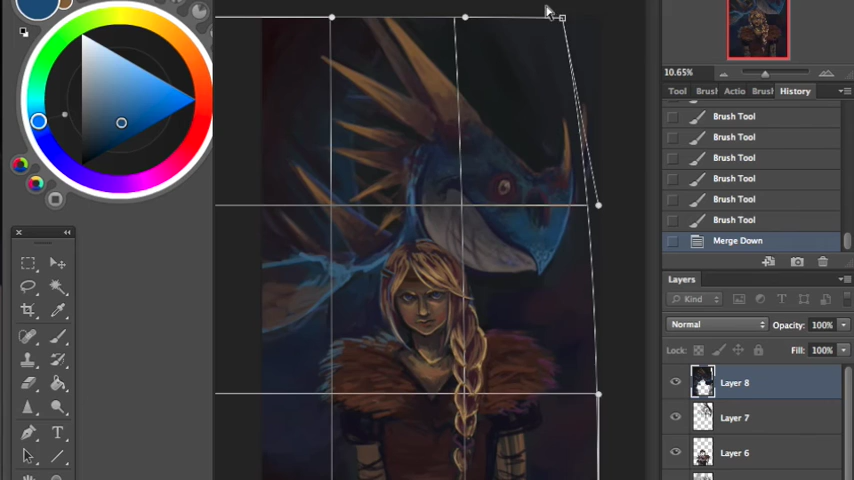 10.65%
Tool Brush Actio Brush History
Brush Tool
Brush Tool
Brush Tool
Brush Tool
Brush Tool
Brush Tool
Merge Down
Layers
Kind
Normal
Opacity: 100%
Lock:
Fill: 100%
Layer 8
Layer 7
Layer 6
T